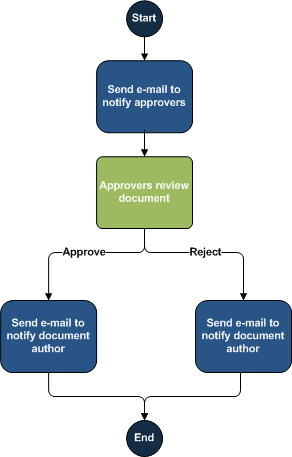 Start
Send e-mail to
notify approvers
Approvers review
document
Approve
Reject
Send e-mail to
notify document
author
Send e-mail to
notify document
author
End